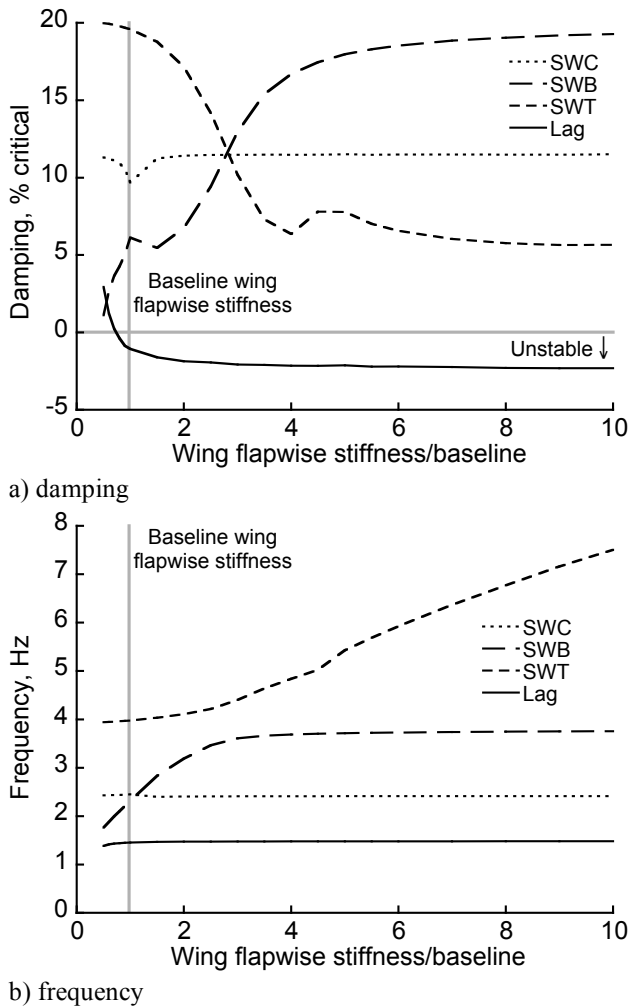 20
15
10
5
0
-5
Damping, % critical
SWC
SWB
SWT
Lag
Baseline wing
flapwise stiffness
Unstable ↓
0 2 4 6 8 10
Wing flapwise stiffness/baseline
a) damping
8
7
6
5
4
3
2
1
0
Frequency, Hz
Baseline wing
flapwise stiffness
SWC
SWB
SWT
Lag
0 2 4 6 8 10
Wing flapwise stiffness/baseline
b) frequency